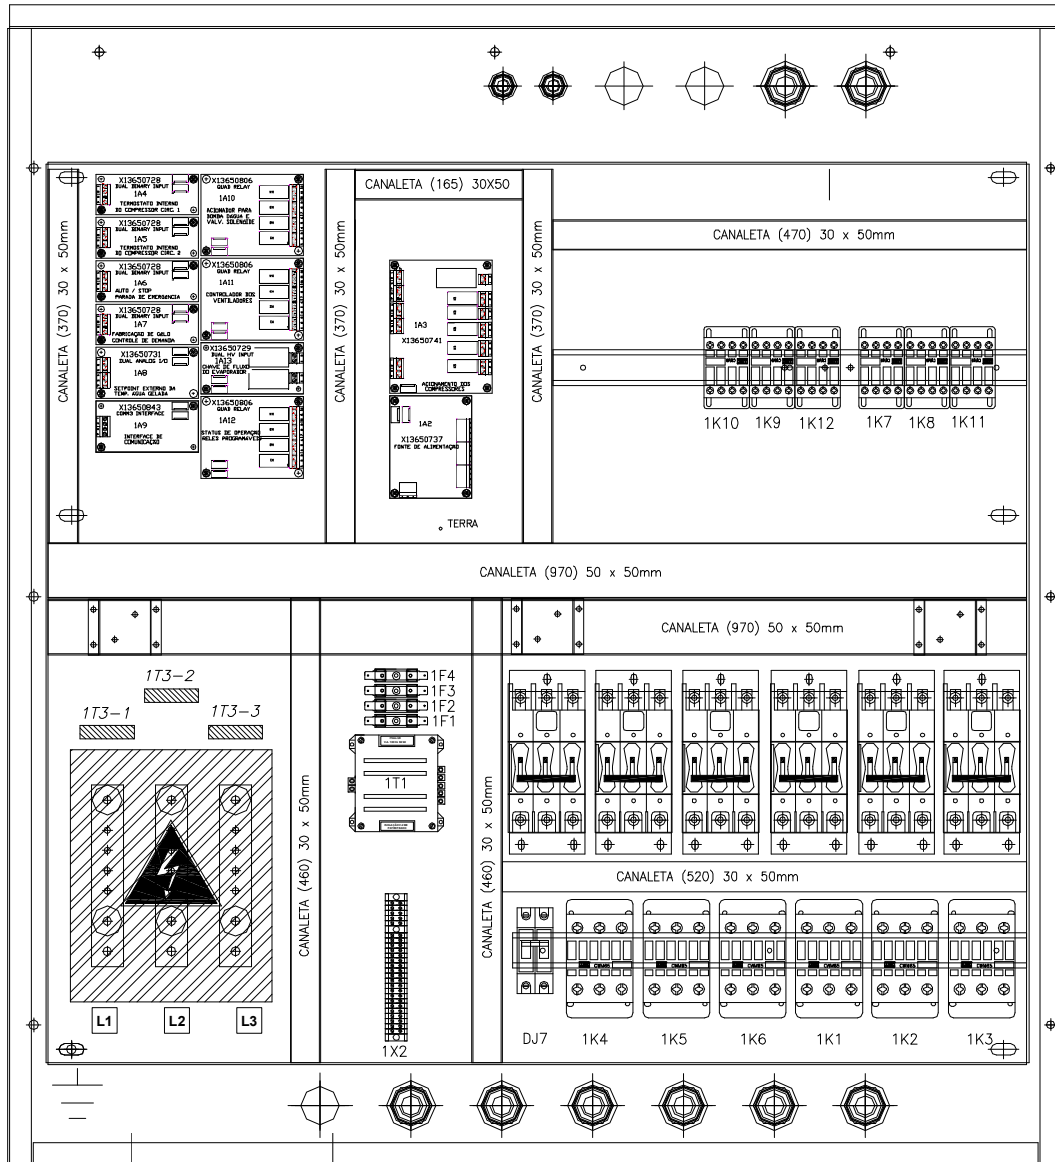 X13650728
DUAL BINARY INPUT
1A4
TERMOSTATO INTERNO
DO COMPRESSOR CIRC. 1
X13650728
DUAL BINARY INPUT
1A5
TERMOSTATO INTERNO
DO COMPRESSOR CIRC. 2
X13650728
DUAL BINARY INPUT
1A6
AUTO / STOP
PARADA DE EMERGENCIA
X13650728
DUAL BINARY INPUT
1A7
FABRICAÇÃO DE GELO
CONTROLE DE DEMANDA
X13650731
DUAL ANALOG I/O
1A8
SETPOINT EXTERNO DA
TEMP. AGUA GELADA
X13650843
COMM3 INTERFACE
1A9
INTERFACE DE
COMUNICAÇÃO
X13650806
QUAD RELAY
1A10
ACIONADOR PARA
BOMBA DAGUA E
VALV. SOLENOIDE
X13650806
QUAD RELAY
1A11
CONTROLADOR DOS
VENTILADORES
X13650729
DUAL HV INPUT
1A13
CHAVE DE FLUXO
DO EVAPORADOR
X13650806
QUAD RELAY
1A12
STATUS DE OPERAÇÃO
RELES PROGRAMAVEIS
CANALETA (370) 30 x 50mm
CANALETA (370) 30 x 50mm
CANALETA (370) 30 x 50mm
CANALETA (165) 30X50
1A3
X13650741
ACIONAMENTO DOS
COMPRESSORES
1A2
X13650737
FONTE DE ALIMENTAÇÃO
TERRA
CANALETA (470) 30 x 50mm
1K10 1K9 1K12 1K7 1K8 1K11
CANALETA (970) 50 x 50mm
CANALETA (970) 50 x 50mm
1T3-2
1T3-1
1T3-3
1F4
1F3
1F2
1F1
1T1
CANALETA (460) 30 x 50mm
CANALETA (460) 30 x 50mm
CANALETA (520) 30 x 50mm
L1 L2 L3
1X2
DJ7 1K4 1K5 1K6 1K1 1K2 1K3